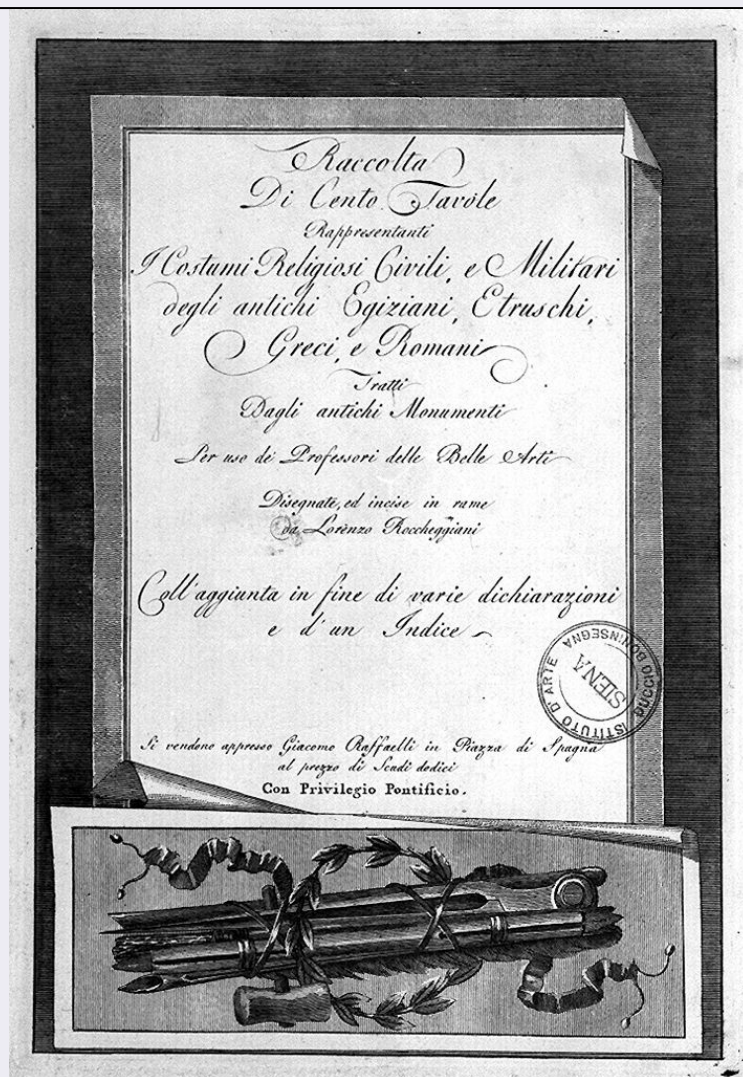 Raccolta
Di Cento Tavole
Rappresentanti
I Costumi Religiosi Civili, e Militari
degli antichi Egiziani, Etruschi,
Greci, e Romani
Tratti
Dagli antichi Monumenti
Per uso de' Professori delle Belle Arti
Disegnate, ed incise in rame
da Lorenzo Roccheggiani
Coll'aggiunta in fine di varie dichiarazioni
e d'un Indice
ISTITUTO D'ARTE DUCCIO BONINSEGNA
SIENA
Si vendono appresso Giacomo Raffaelli in Piazza di Spagna
al prezzo di Scudi dodici
Con Privilegio Pontificio.